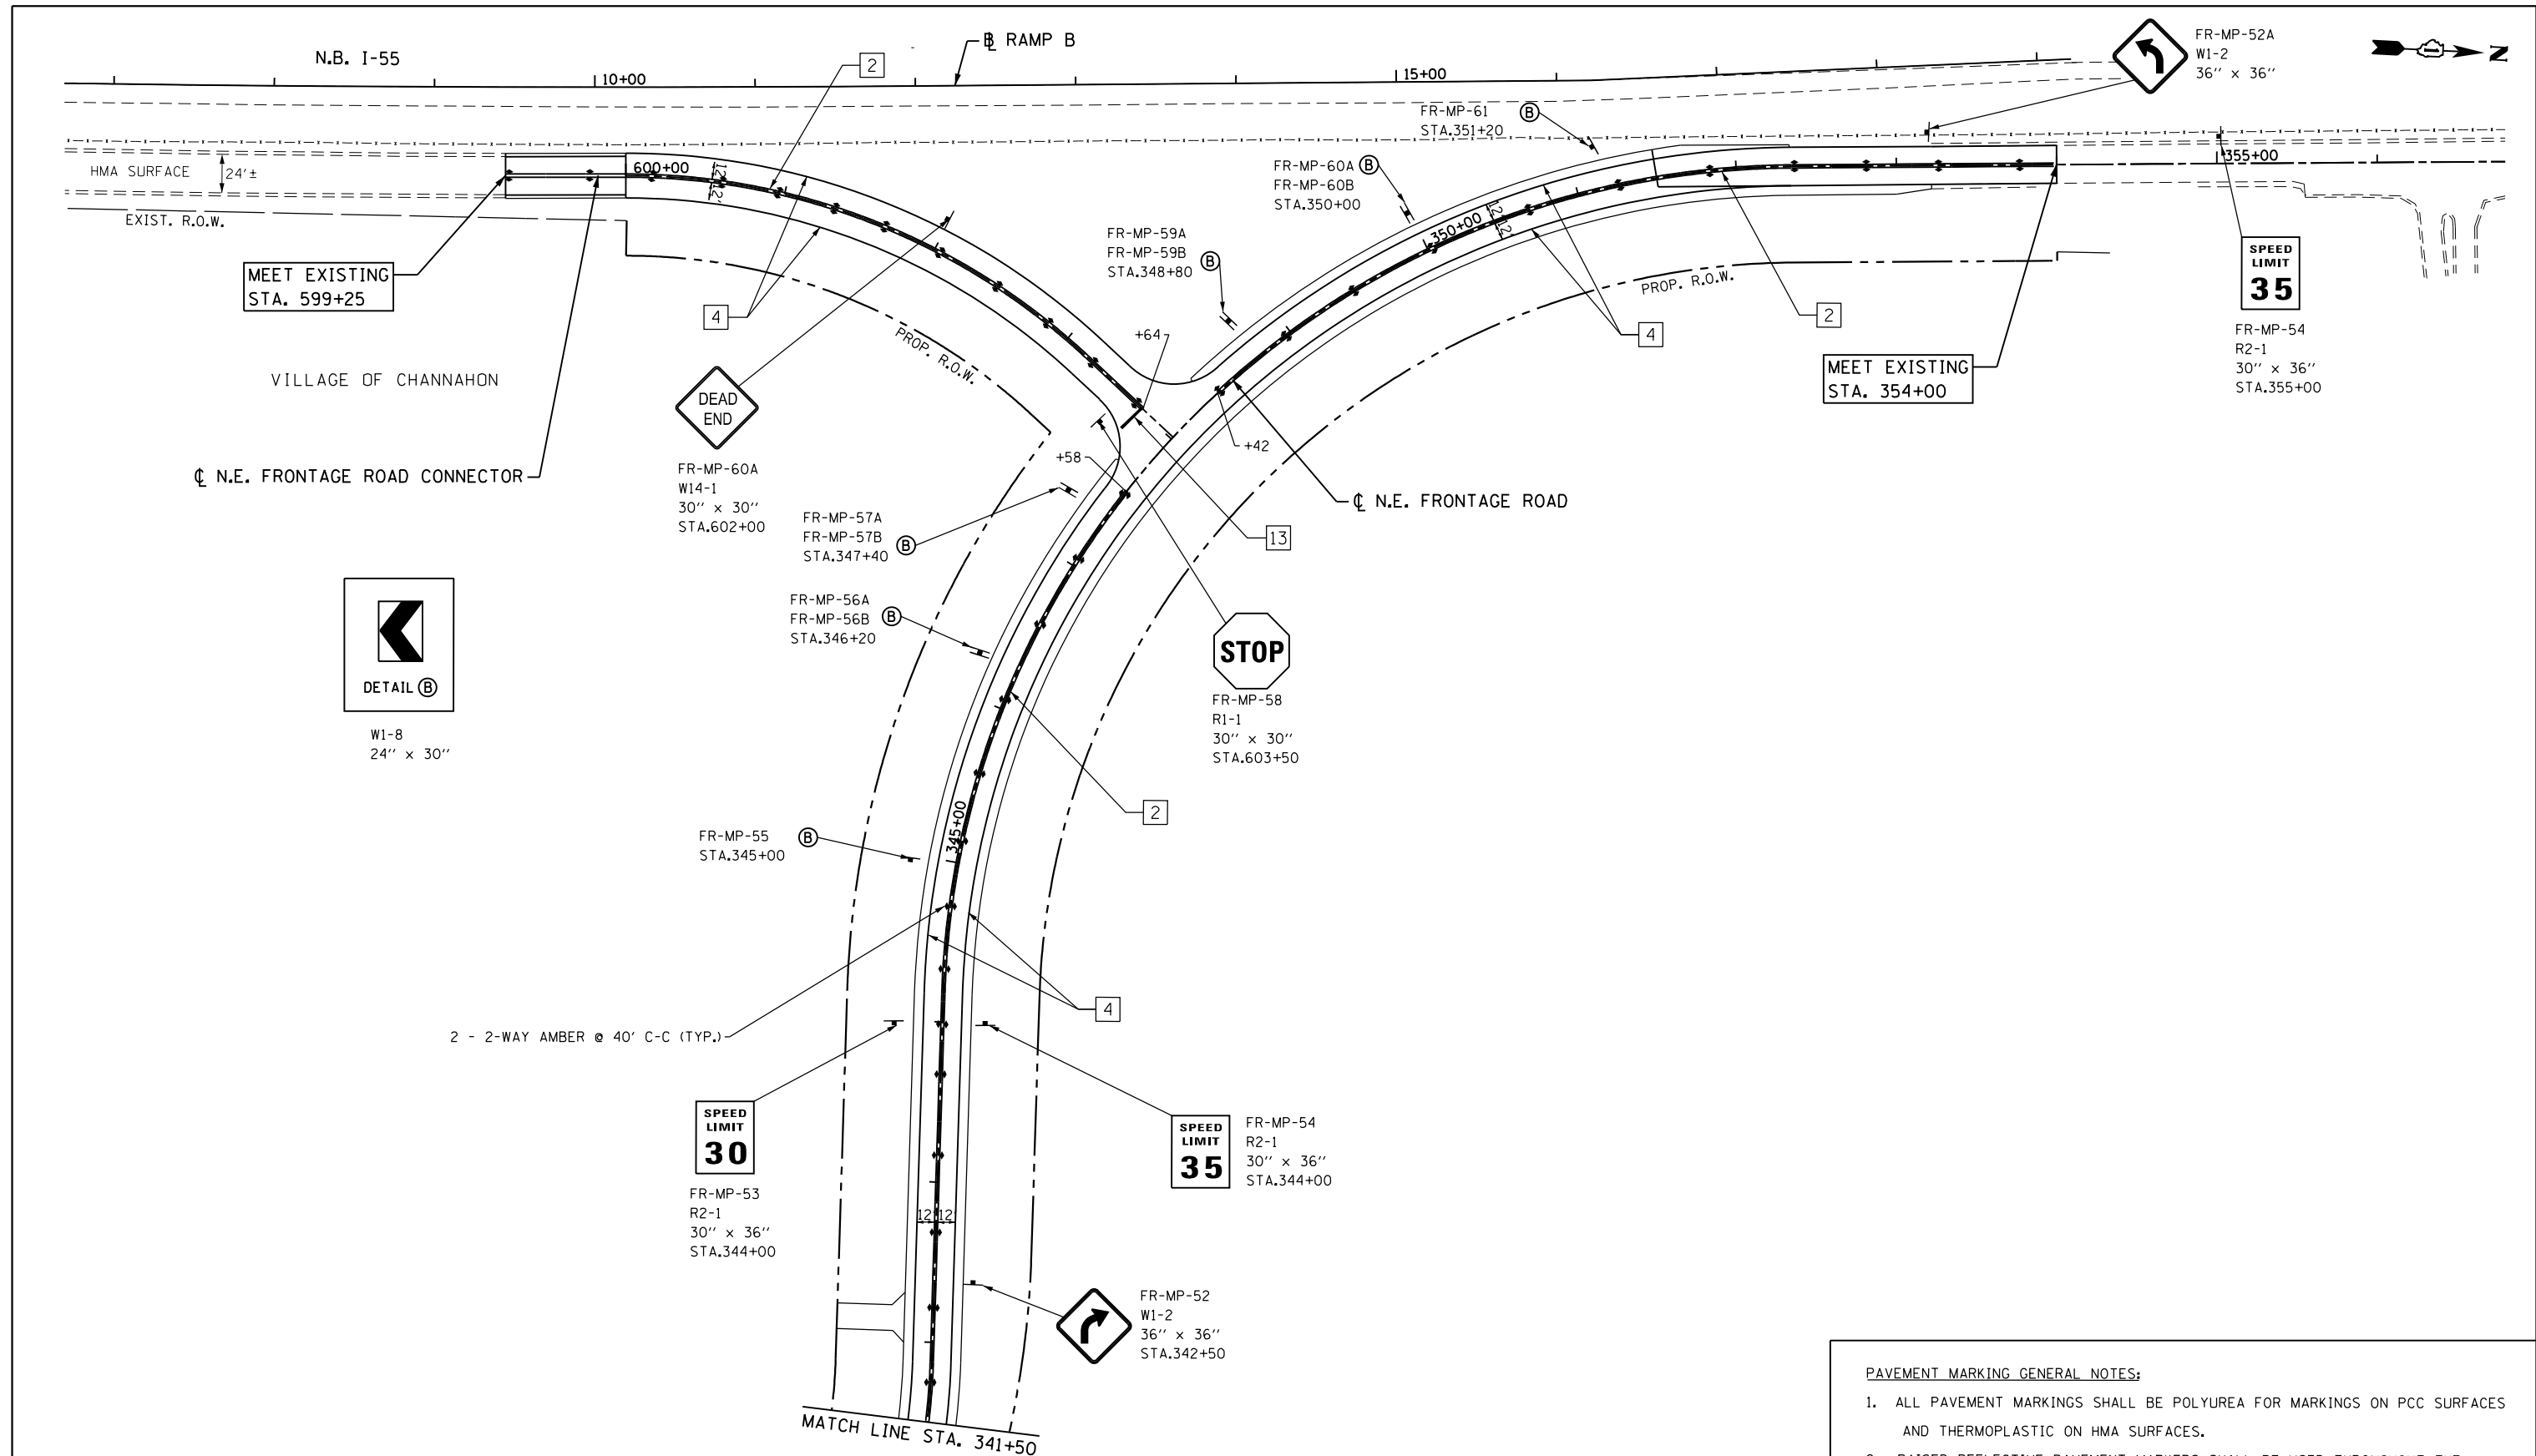 N.B. I-55
10+00
2
℄ RAMP B
15+00
FR-MP-52A
W1-2
36'' x 36''
N
FR-MP-61
STA.351+20
B
HMA SURFACE
24'±
600+00
12'
12'
FR-MP-60A B
FR-MP-60B
STA.350+00
355+00
EXIST. R.O.W.
FR-MP-59A
FR-MP-59B
STA.348+80
B
350+00
12'
12'
MEET EXISTING
STA. 599+25
4
PROP. R.O.W.
+64
PROP. R.O.W.
4
2
SPEED
LIMIT
35
FR-MP-54
R2-1
30'' x 36''
STA.355+00
VILLAGE OF CHANNAHON
DEAD
END
MEET EXISTING
STA. 354+00
FR-MP-60A
W14-1
30'' x 30''
STA.602+00
℄ N.E. FRONTAGE ROAD CONNECTOR
+58
+42
℄ N.E. FRONTAGE ROAD
FR-MP-57A
FR-MP-57B
STA.347+40
B
13
FR-MP-56A
FR-MP-56B
STA.346+20
B
DETAIL B
W1-8
24'' x 30''
STOP
FR-MP-58
R1-1
30'' x 30''
STA.603+50
2
FR-MP-55
STA.345+00
B
345+00
2 - 2-WAY AMBER @ 40' C-C (TYP.)
4
SPEED
LIMIT
30
FR-MP-53
R2-1
30'' x 36''
STA.344+00
SPEED
LIMIT
35
FR-MP-54
R2-1
30'' x 36''
STA.344+00
12'
12'
FR-MP-52
W1-2
36'' x 36''
STA.342+50
MATCH LINE STA. 341+50
PAVEMENT MARKING GENERAL NOTES:
1. ALL PAVEMENT MARKINGS SHALL BE POLYUREA FOR MARKINGS ON PCC SURFACES
AND THERMOPLASTIC ON HMA SURFACES.